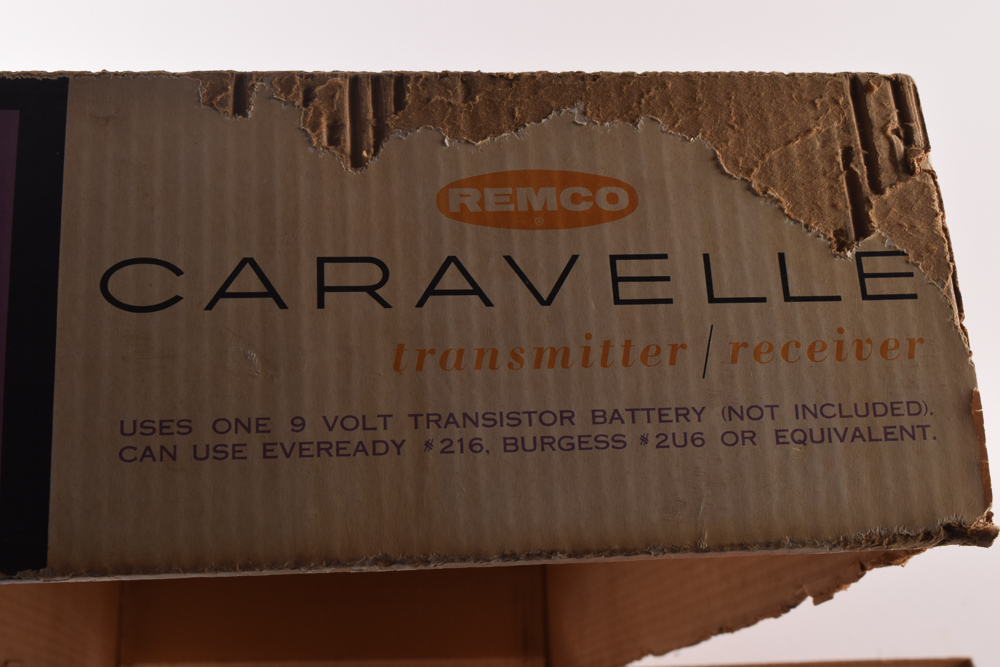 REMCO
®
CARAVELLE
transmitter / receiver
USES ONE 9 VOLT TRANSISTOR BATTERY (NOT INCLUDED).
CAN USE EVEREADY #216, BURGESS #2U6 OR EQUIVALENT.